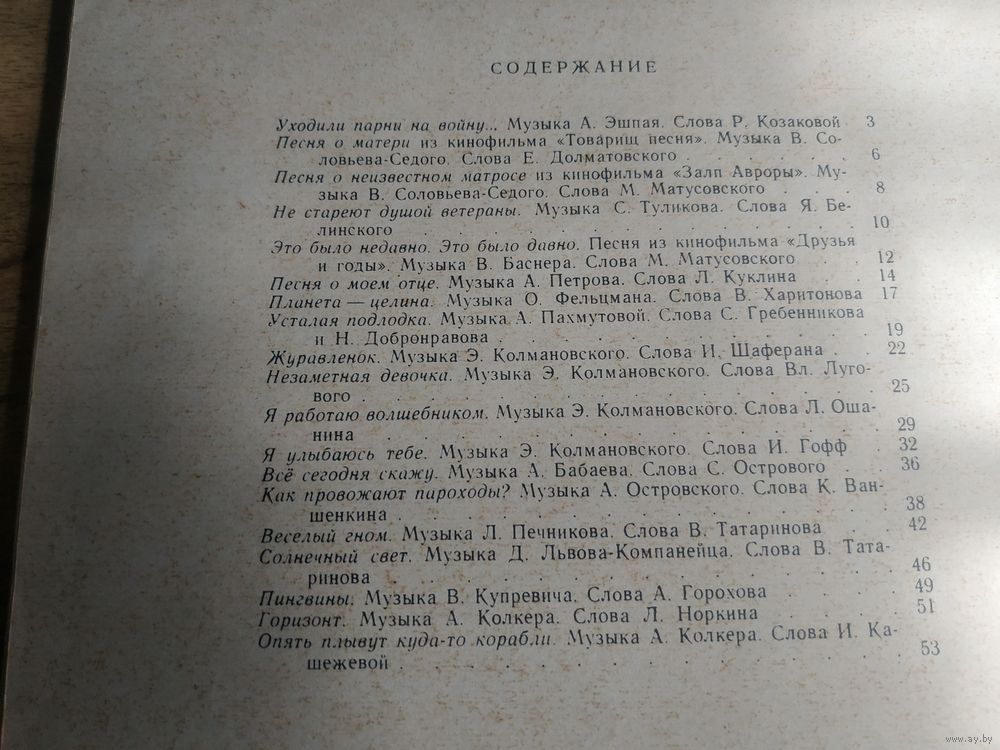 СОДЕРЖАНИЕ
Уходили парни на войну... Музыка А. Эшпая. Слова Р. Козаковой 3
Песня о матери из кинофильма «Товарищ песня». Музыка В. Со-
ловьева-Седого. Слова Е. Долматовского . . . . . . . 6
Песня о неизвестном матросе из кинофильма «Залп Авроры». Му-
зыка В. Соловьева-Седого. Слова М. Матусовского . . . 8
Не стареют душой ветераны. Музыка С. Туликова. Слова Я. Бе-
линского . . . . . . . . . . . . . . . . . . . 10
Это было недавно. Это было давно. Песня из кинофильма «Друзья
и годы». Музыка В. Баснера. Слова М. Матусовского . . 12
Песня о моем отце. Музыка А. Петрова. Слова Л. Куклина . 14
Планета — целина. Музыка О. Фельцмана. Слова В. Харитонова 17
Усталая подлодка. Музыка А. Пахмутовой. Слова С. Гребенникова
и Н. Добронравова . . . . . . . . . . . . . . . . 19
Журавленок. Музыка Э. Колмановского. Слова И. Шаферана . . 22
Незаметная девочка. Музыка Э. Колмановского. Слова Вл. Луго-
вого . . . . . . . . . . . . . . . . . . . . 25
Я работаю волшебником. Музыка Э. Колмановского. Слова Л. Оша-
нина . . . . . . . . . . . . . . . . . . . . 29
Я улыбаюсь тебе. Музыка Э. Колмановского. Слова И. Гофф . 32
Всё сегодня скажу. Музыка А. Бабаева. Слова С. Острового . . 36
Как провожают пароходы? Музыка А. Островского. Слова К. Ван-
шенкина . . . . . . . . . . . . . . . . . . . 38
Веселый гном. Музыка Л. Печникова. Слова В. Татаринова . . 42
Солнечный свет. Музыка Д. Львова-Компанейца. Слова В. Тата-
ринова . . . . . . . . . . . . . . . . . . . 46
Пингвины. Музыка В. Купревича. Слова А. Горохова . . . . 49
Горизонт. Музыка А. Колкера. Слова Л. Норкина . . . . 51
Опять плывут куда-то корабли. Музыка А. Колкера. Слова И. Ка-
шежевой . . . . . . . . . . . . . . . . . . . 53
www.ay.by